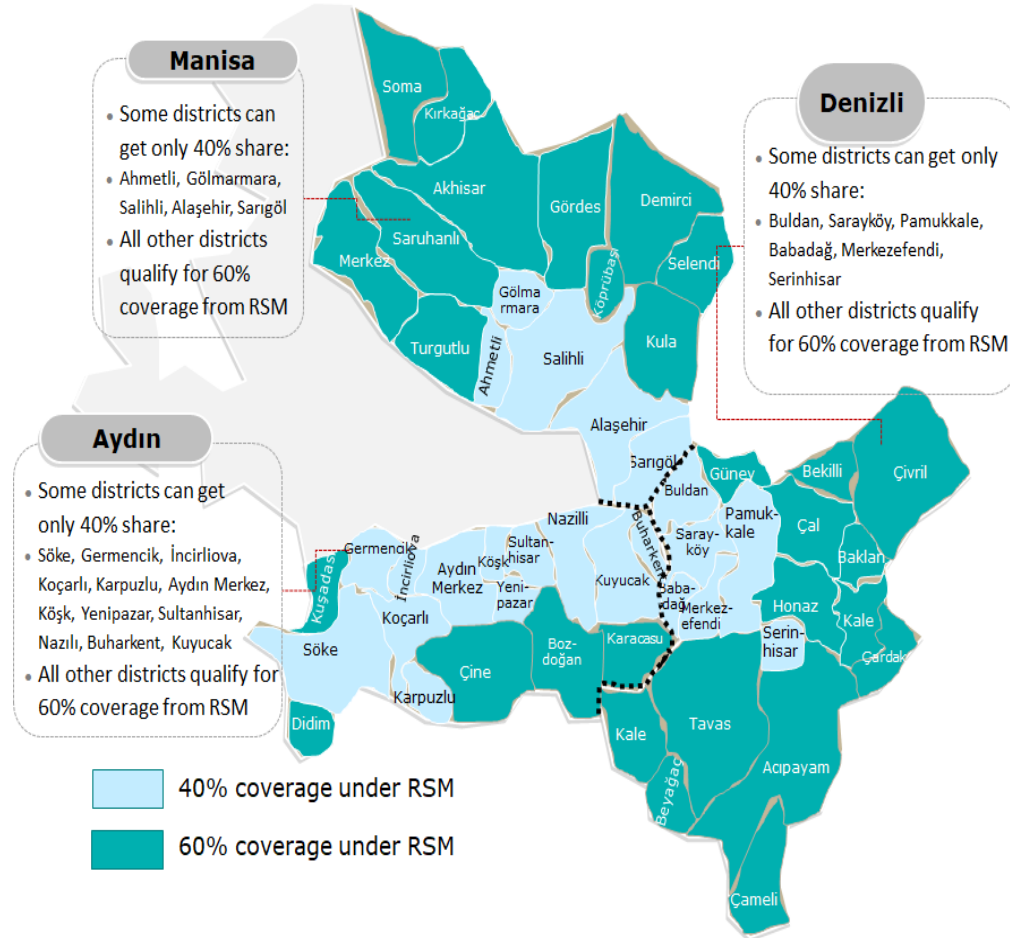 Manisa
• Some districts can
get only 40% share:
• Ahmetli, Gölmarmara,
Salihli, Alaşehir, Sarıgöl
• All other districts
qualify for 60%
coverage from RSM
Denizli
• Some districts can get only
40% share:
• Buldan, Sarayköy, Pamukkale,
Babadağ, Merkezefendi,
Serinhisar
• All other districts qualify
for 60% coverage from RSM
Aydın
• Some districts can get
only 40% share:
• Söke, Germencik, İncirliova,
Koçarlı, Karpuzlu, Aydın Merkez,
Köşk, Yenipazar, Sultanhisar,
Nazılı, Buharkent, Kuyucak
• All other districts qualify for
60% coverage from RSM
Soma
Kırkağaç
Akhisar
Gördes
Demirci
Saruhanlı
Merkez
Selendi
Köprübaşı
Gölma
rmara
Turgutlu
Ahmetli
Salihli
Kula
Alaşehir
Sarıgöl
Buldan
Güney
Bekilli
Çivril
Pamuk-
kale
Çal
Baklan
Nazilli
Buharken
Saray-
köy
Germencik
İncirliova
Aydın
Merkez
Köşk
Sultan-
hisar
Yeni-
pazar
Kuyucak
Baba-
dağ
Merkez-
efendi
Honaz
Kale
Çardak
Serin-
hisar
Kuşadas
Koçarlı
Söke
Karpuzlu
Çine
Boz-
doğan
Karacasu
Didim
Kale
Tavas
Beyağaç
Acıpayam
Çameli
40% coverage under RSM
60% coverage under RSM